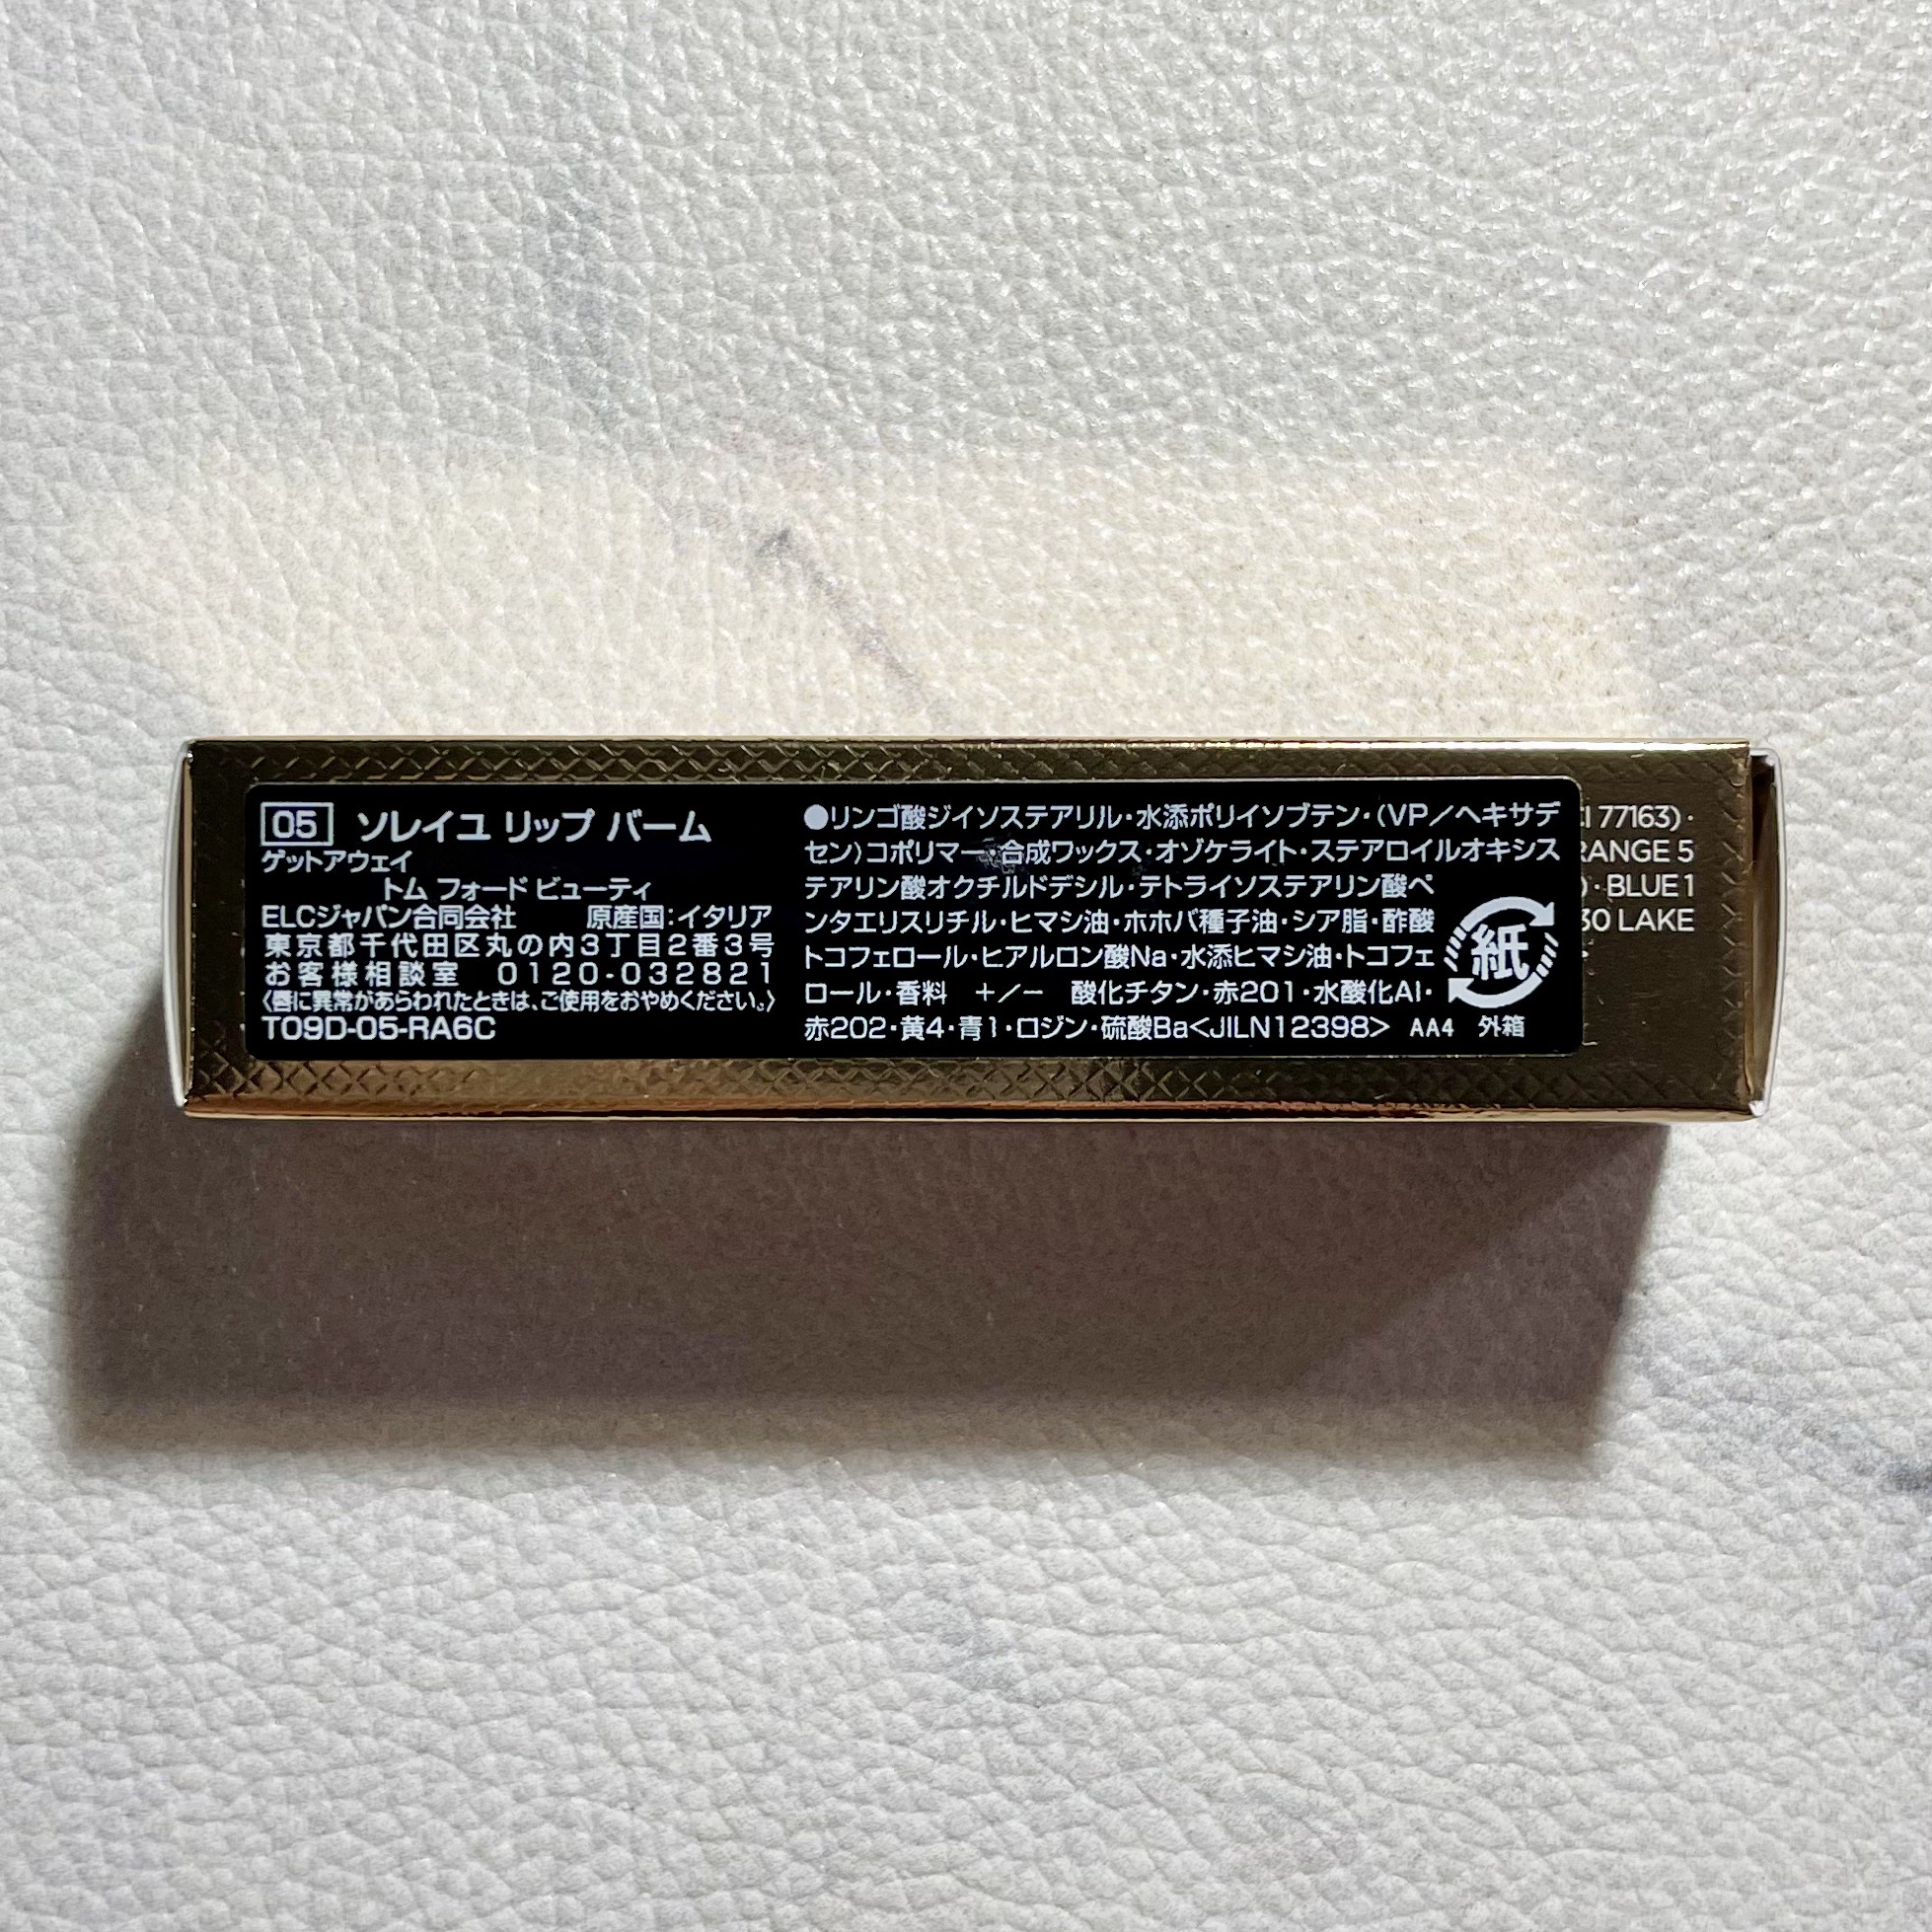 05 ソレイユ リップ バーム
ゲットアウェイ
トム フォード ビューティ
ELCジャパン合同会社 原産国:イタリア
東京都千代田区丸の内3丁目2番3号
お客様相談室 0120-032821
〈唇に異常があらわれたときは、ご使用をおやめください。〉
T09D-05-RA6C
●リンゴ酸ジイソステアリル・水添ポリイソブテン・(VP/ヘキサデ
セン)コポリマー・合成ワックス・オゾケライト・ステアロイルオキシス
テアリン酸オクチルドデシル・テトライソステアリン酸ペ
ンタエリスリチル・ヒマシ油・ホホバ種子油・シア脂・酢酸
トコフェロール・ヒアルロン酸Na・水添ヒマシ油・トコフェ
ロール・香料 +/- 酸化チタン・赤201・水酸化Al・
赤202・黄4・青1・ロジン・硫酸Ba<JILN12398> AA4 外箱
紙
CI 77163)・
RANGE 5
)・BLUE 1
30 LAKE